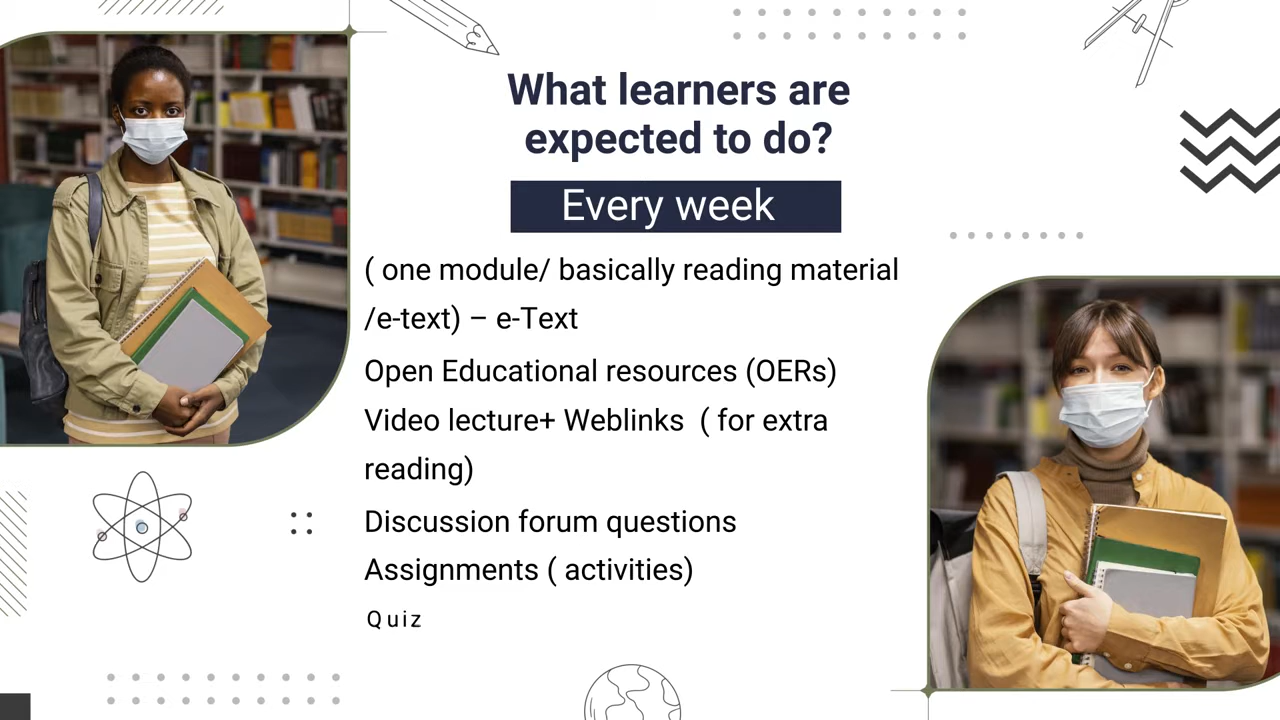 What learners are
expected to do?
Every week
( one module/ basically reading material
/e-text) – e-Text
Open Educational resources (OERs)
Video lecture+ Weblinks ( for extra
reading)
Discussion forum questions
Assignments ( activities)
Quiz